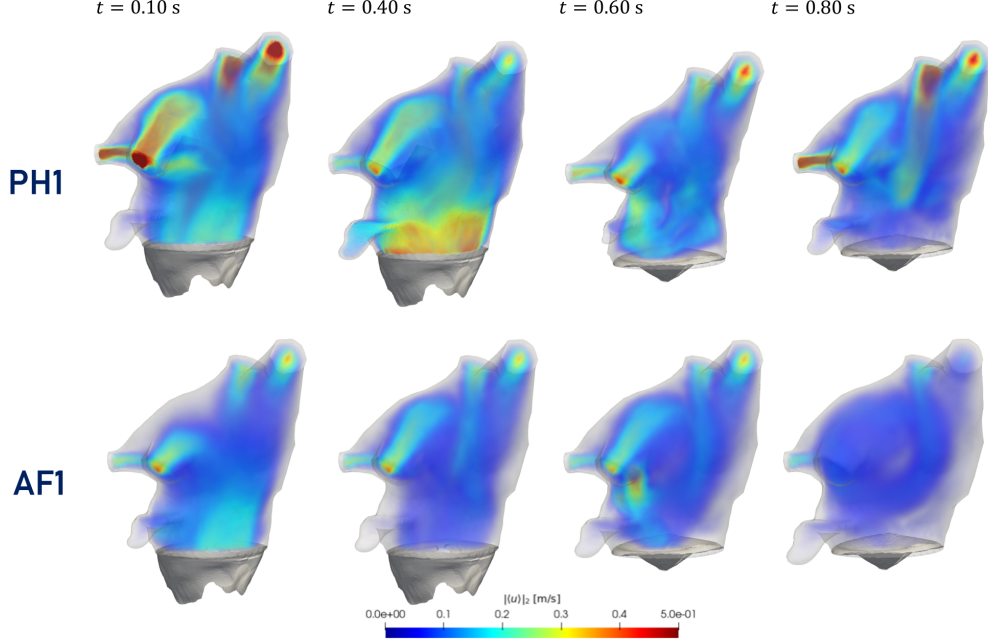 t = 0.10 s
t = 0.40 s
t = 0.60 s
t = 0.80 s
PH1
AF1
|⟨u⟩|₂ [m/s]
0.0e+00 0.1 0.2 0.3 0.4 5.0e-01